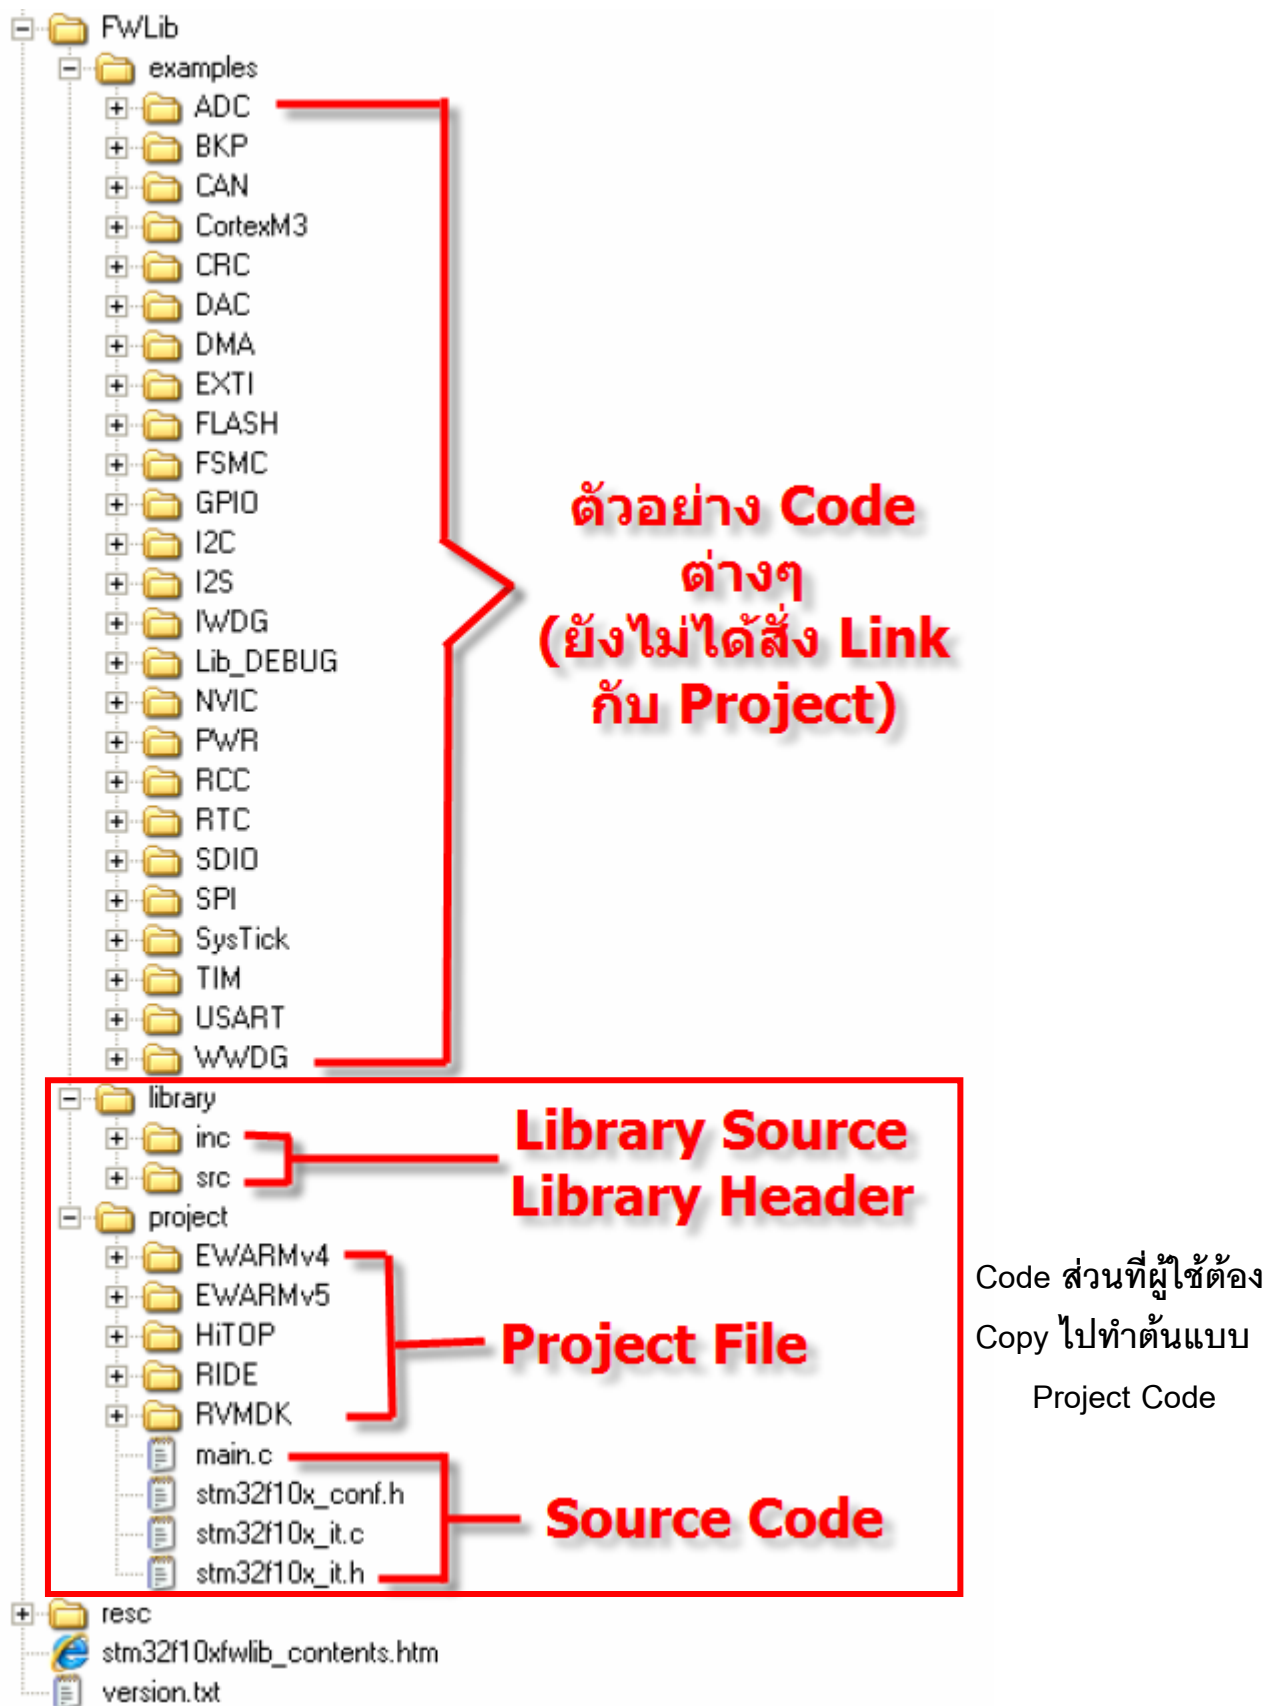 FWLib
examples
ADC
BKP
CAN
CortexM3
CRC
DAC
DMA
EXTI
FLASH
FSMC
GPIO
I2C
I2S
IWDG
Lib_DEBUG
NVIC
PWR
RCC
RTC
SDIO
SPI
SysTick
TIM
USART
WWDG
ตัวอย่าง Code
ต่างๆ
(ยังไม่ได้สั่ง Link
กับ Project)
library
inc
src
Library Source
Library Header
project
EWARMv4
EWARMv5
HiTOP
RIDE
RVMDK
Project File
main.c
stm32f10x_conf.h
stm32f10x_it.c
stm32f10x_it.h
Source Code
Code ส่วนที่ผู้ใช้ต้อง
Copy ไปทำต้นแบบ
Project Code
resc
stm32f10xfwlib_contents.htm
version.txt